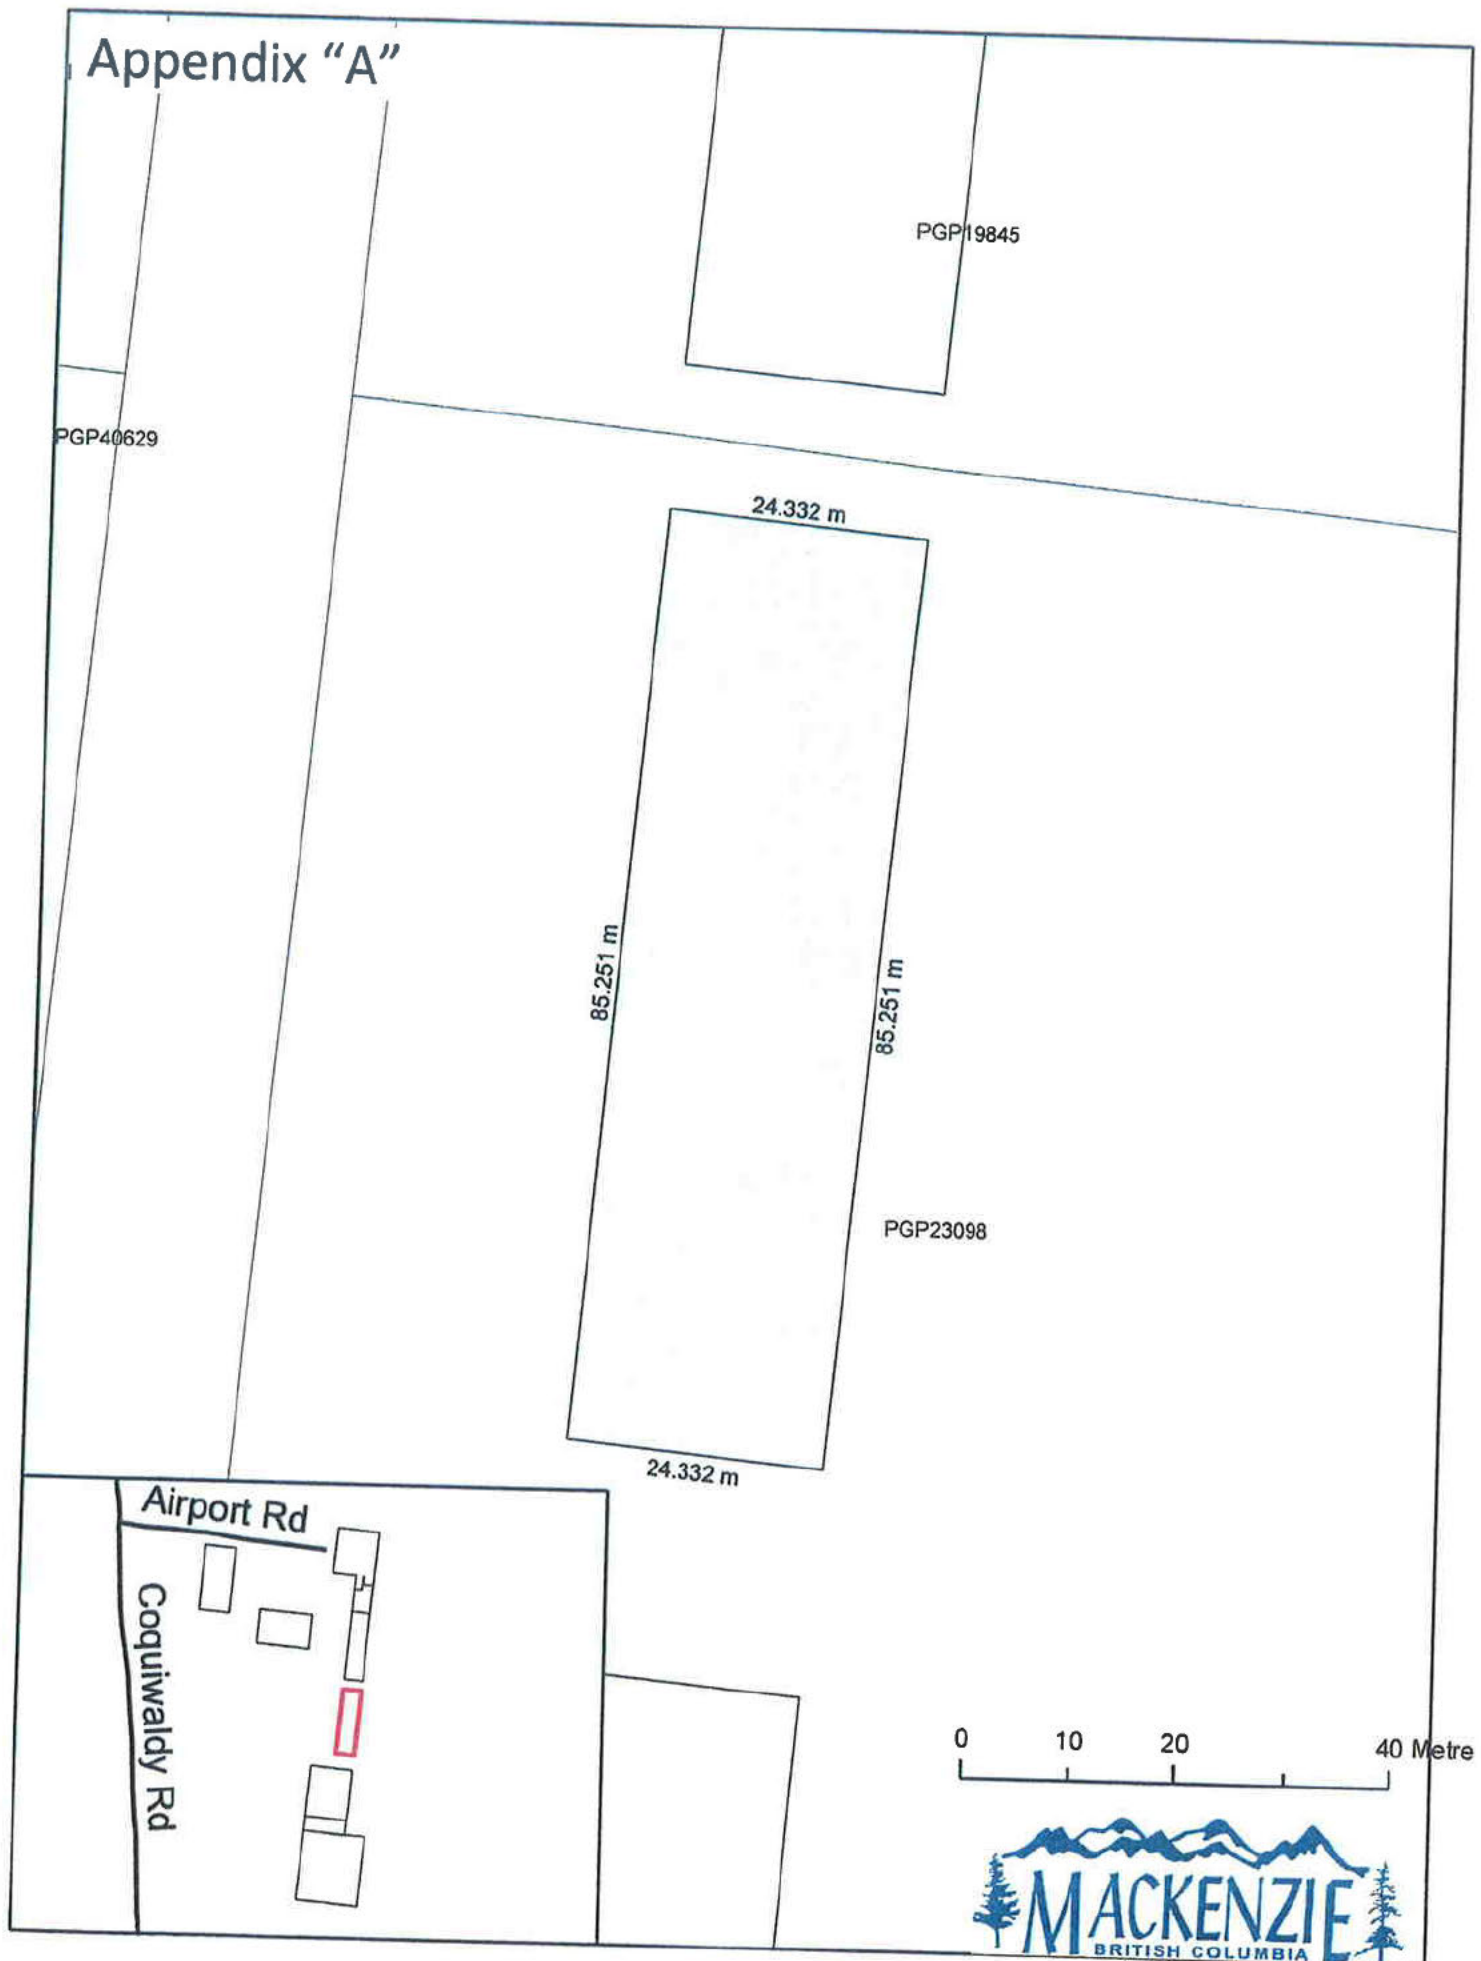 Appendix “A”
PGP19845
PGP40629
24.332 m
85.251 m
85.251 m
PGP23098
24.332 m
Airport Rd
Coquiwaldy Rd
0 10 20 40 Metre
MACKENZIE
BRITISH COLUMBIA